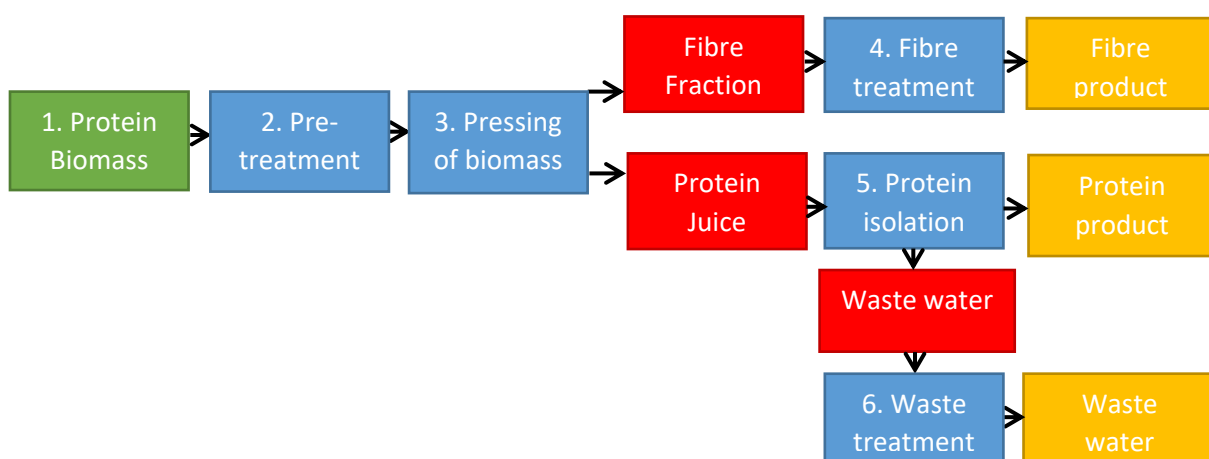 Fibre
Fraction
4. Fibre
treatment
Fibre
product
1. Protein
Biomass
2. Pre-
treatment
3. Pressing
of biomass
Protein
Juice
5. Protein
isolation
Protein
product
Waste water
6. Waste
treatment
Waste
water